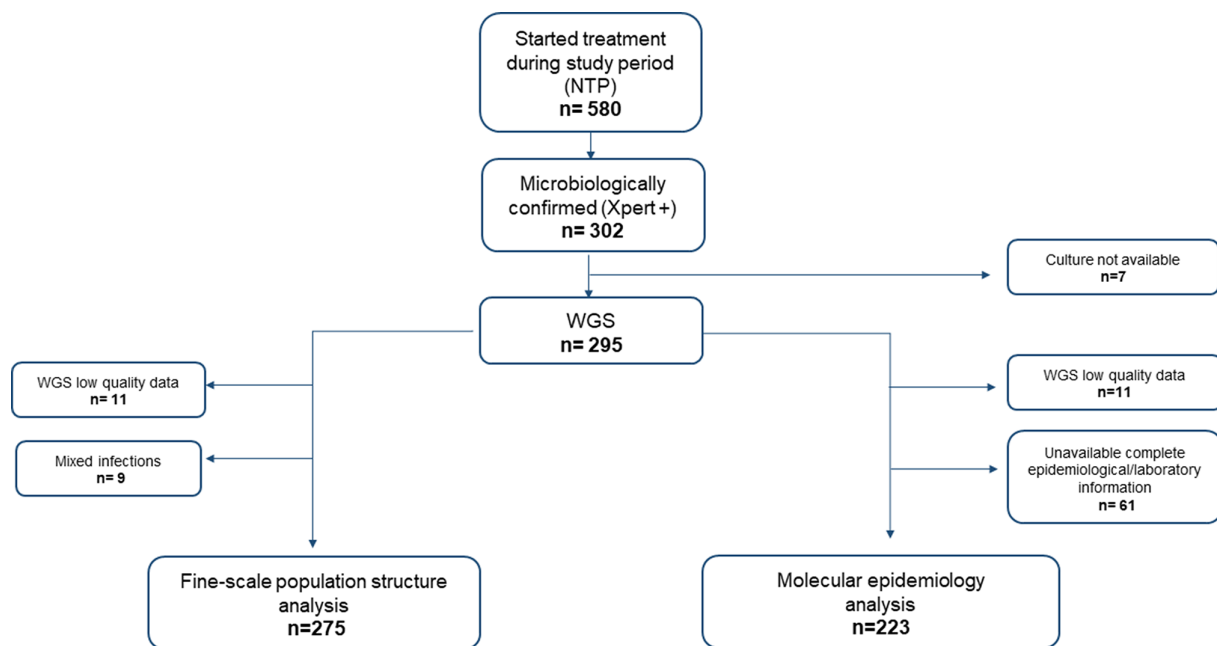 Started treatment
during study period
(NTP)
n= 580
Microbiologically
confirmed (Xpert +)
n= 302
Culture not available
n=7
WGS
n= 295
WGS low quality data
n= 11
Mixed infections
n= 9
WGS low quality data
n=11
Unavailable complete
epidemiological/laboratory
information
n= 61
Fine-scale population structure
analysis
n=275
Molecular epidemiology
analysis
n=223